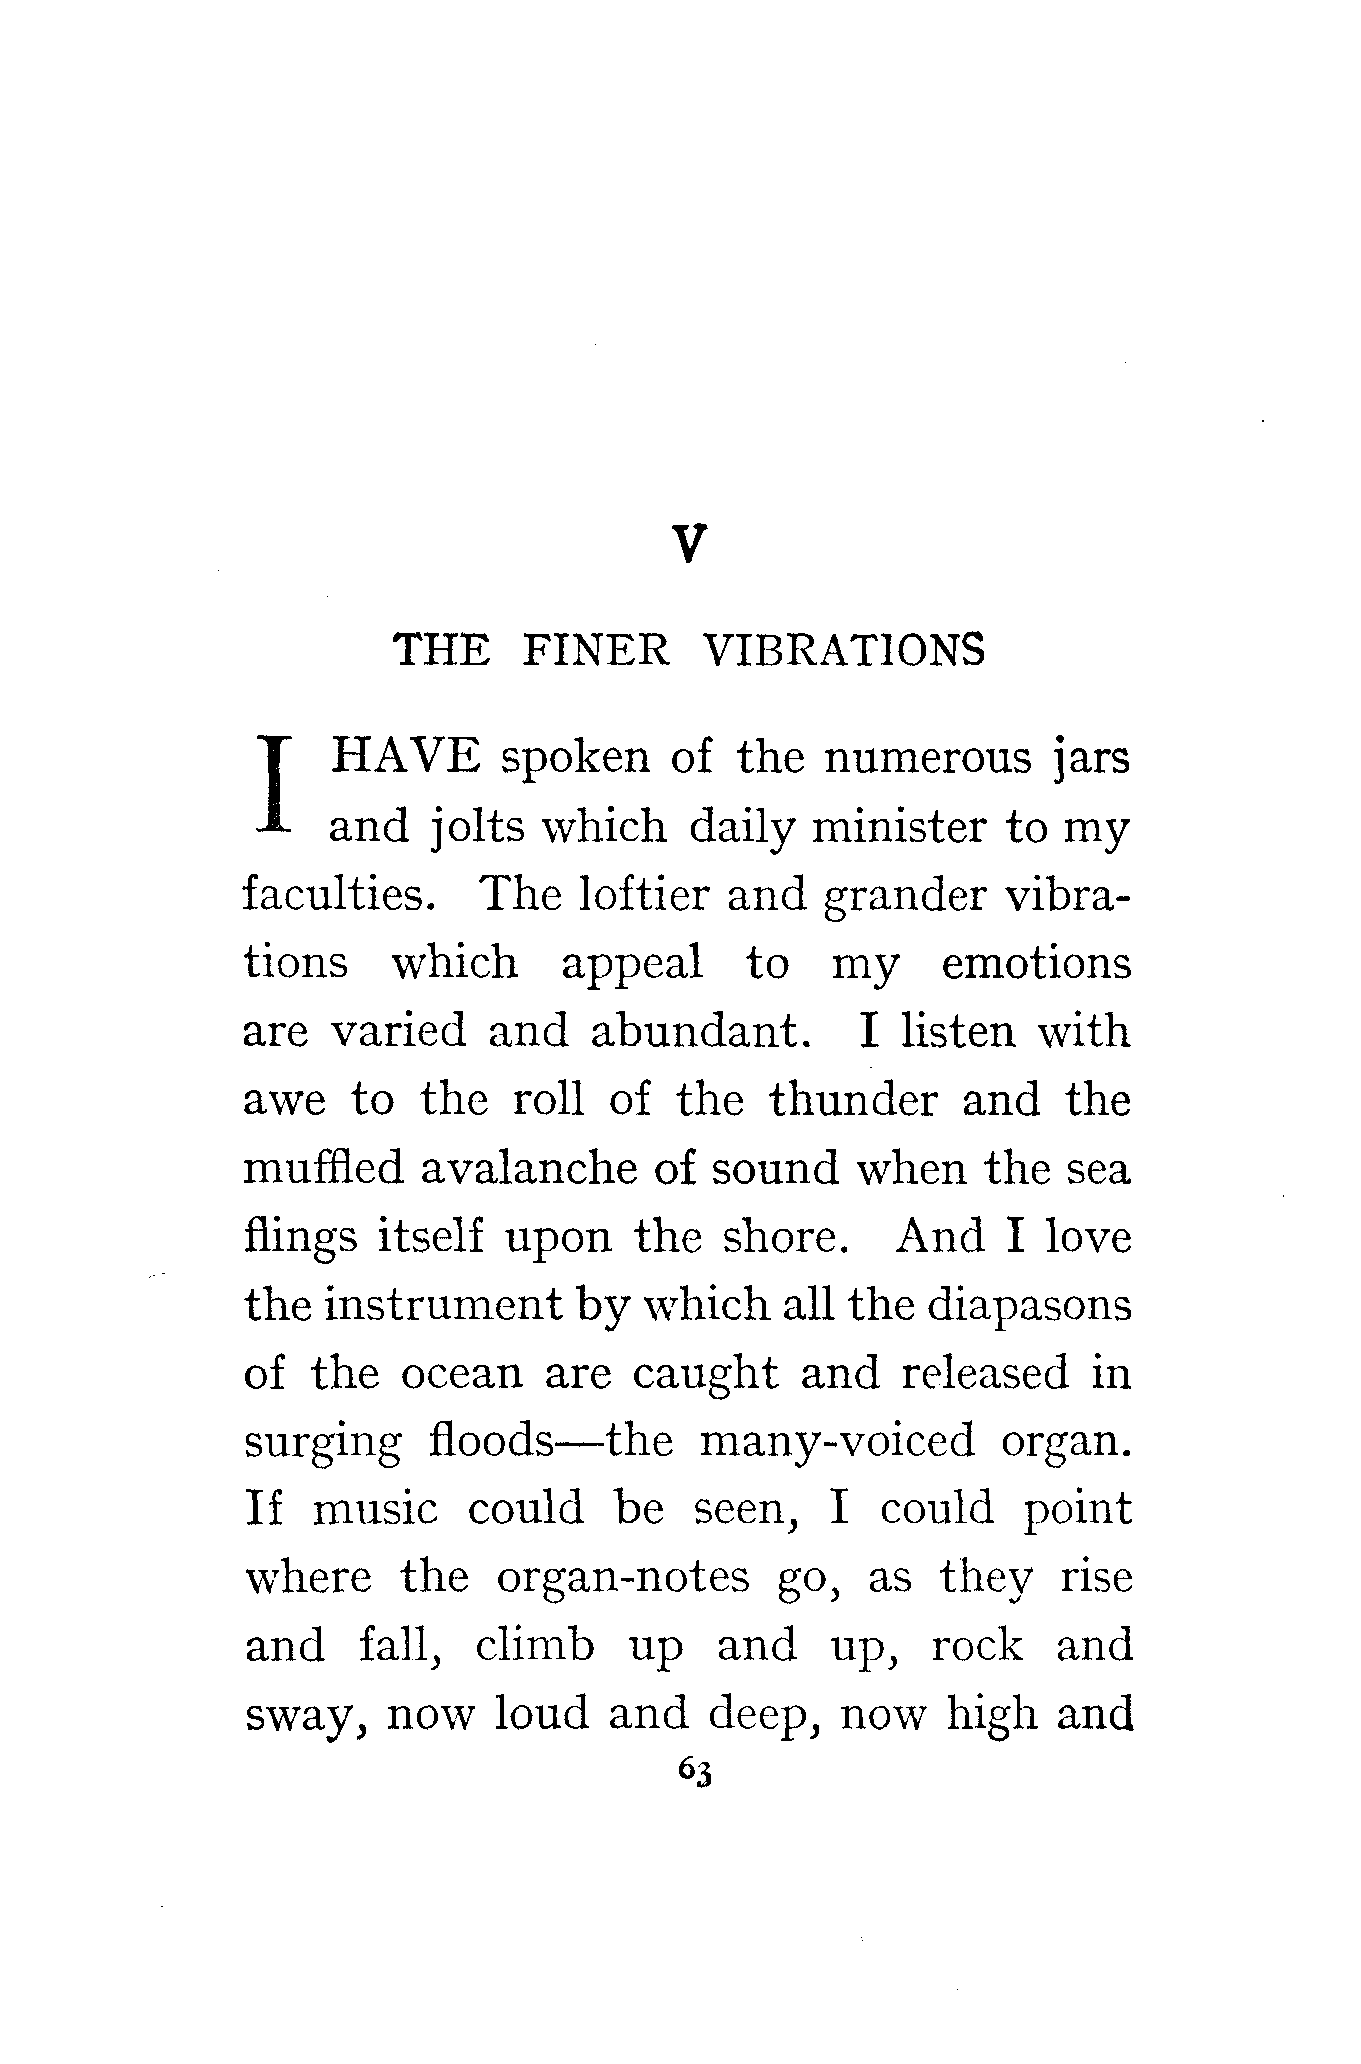 V
THE FINER VIBRATIONS
I HAVE spoken of the numerous jars
and jolts which daily minister to my
faculties. The loftier and grander vibra-
tions which appeal to my emotions
are varied and abundant. I listen with
awe to the roll of the thunder and the
muffled avalanche of sound when the sea
flings itself upon the shore. And I love
the instrument by which all the diapasons
of the ocean are caught and released in
surging floods—the many-voiced organ.
If music could be seen, I could point
where the organ-notes go, as they rise
and fall, climb up and up, rock and
sway, now loud and deep, now high and
63